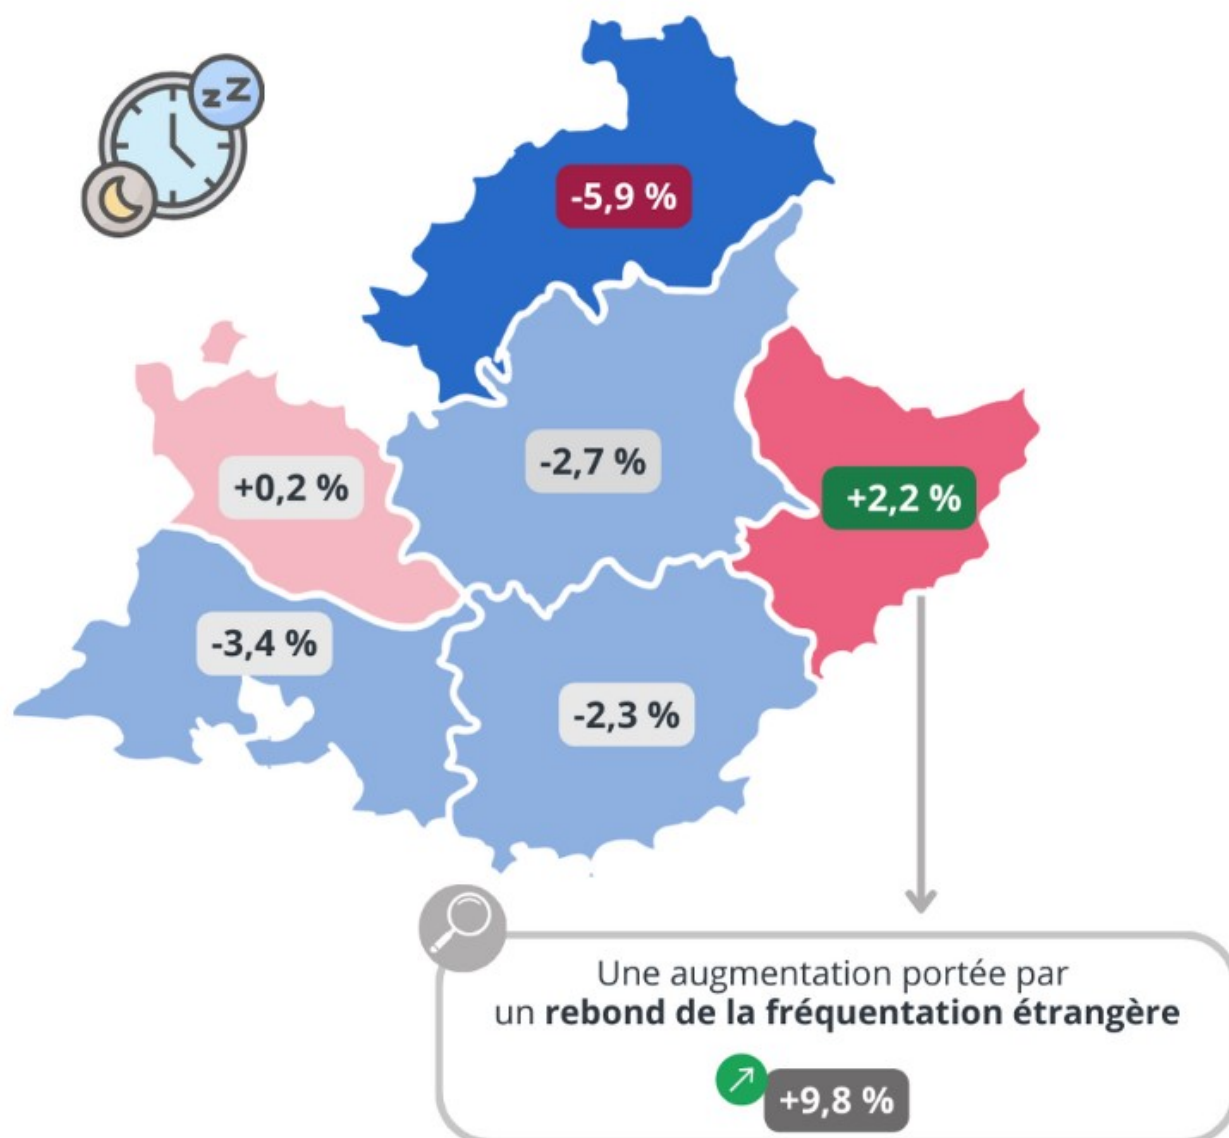 zZ
-5,9 %
-2,7 %
+0,2 %
+2,2 %
-3,4 %
-2,3 %
Une augmentation portée par
un rebond de la fréquentation étrangère
+9,8 %